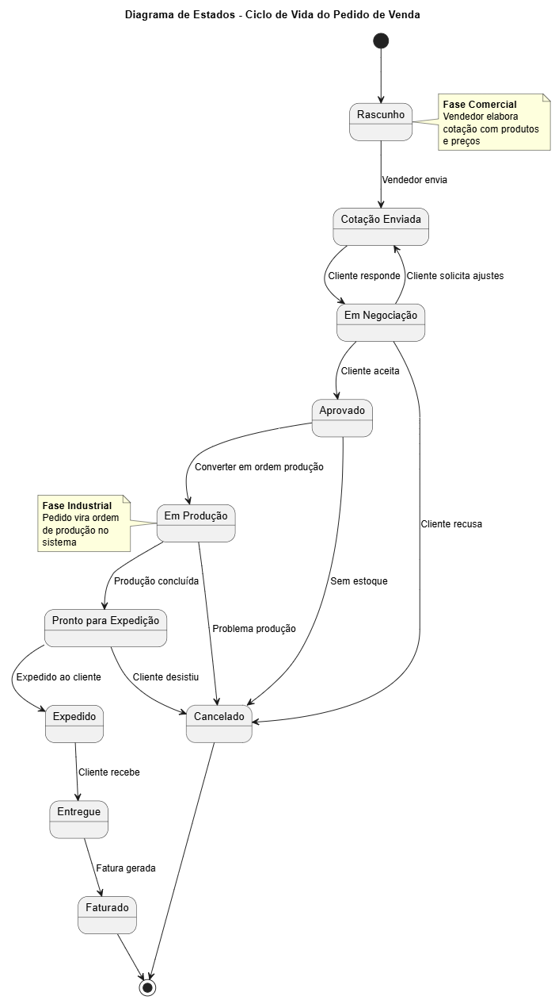 Diagrama de Estados - Ciclo de Vida do Pedido de Venda
Rascunho
Fase Comercial
Vendedor elabora
cotação com produtos
e preços
Vendedor envia
Cotação Enviada
Cliente responde
Cliente solicita ajustes
Em Negociação
Cliente aceita
Aprovado
Converter em ordem produção
Fase Industrial
Pedido vira ordem
de produção no
sistema
Em Produção
Cliente recusa
Produção concluída
Sem estoque
Pronto para Expedição
Problema produção
Expedido ao cliente
Cliente desistiu
Expedido
Cancelado
Cliente recebe
Entregue
Fatura gerada
Faturado